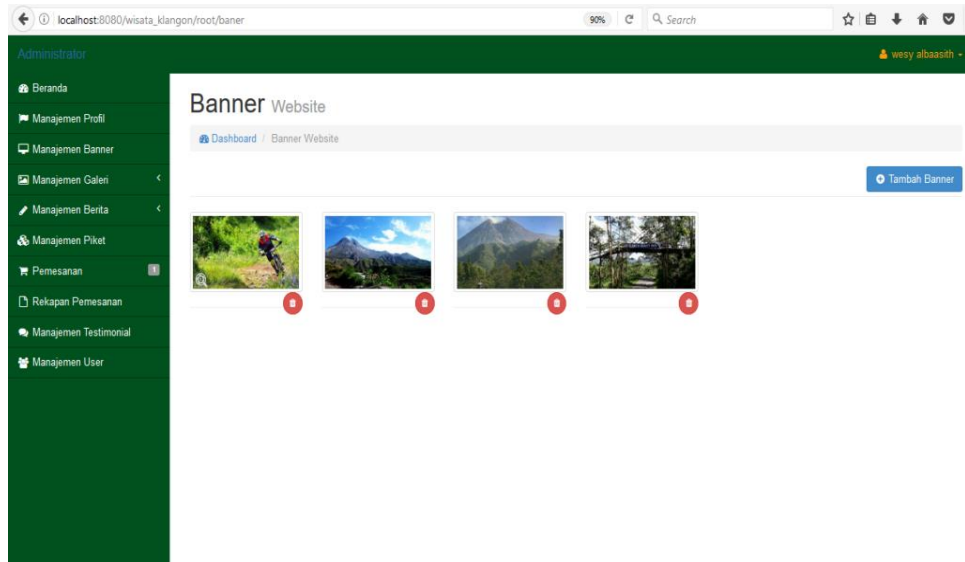 localhost:8080/wisata_klangon/root/baner
90%
Search
Administrator
wesy albaasith
Beranda
Manajemen Profil
Manajemen Banner
Manajemen Galeri
Manajemen Berita
Manajemen Piket
Pemesanan 1
Rekapan Pemesanan
Manajemen Testimonial
Manajemen User
Banner Website
Dashboard / Banner Website
Tambah Banner